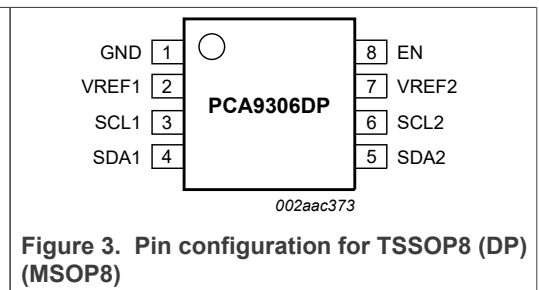 GND 1 8 EN
VREF1 2 7 VREF2
PCA9306DP
SCL1 3 6 SCL2
SDA1 4 5 SDA2
002aac373
Figure 3. Pin configuration for TSSOP8 (DP)
(MSOP8)